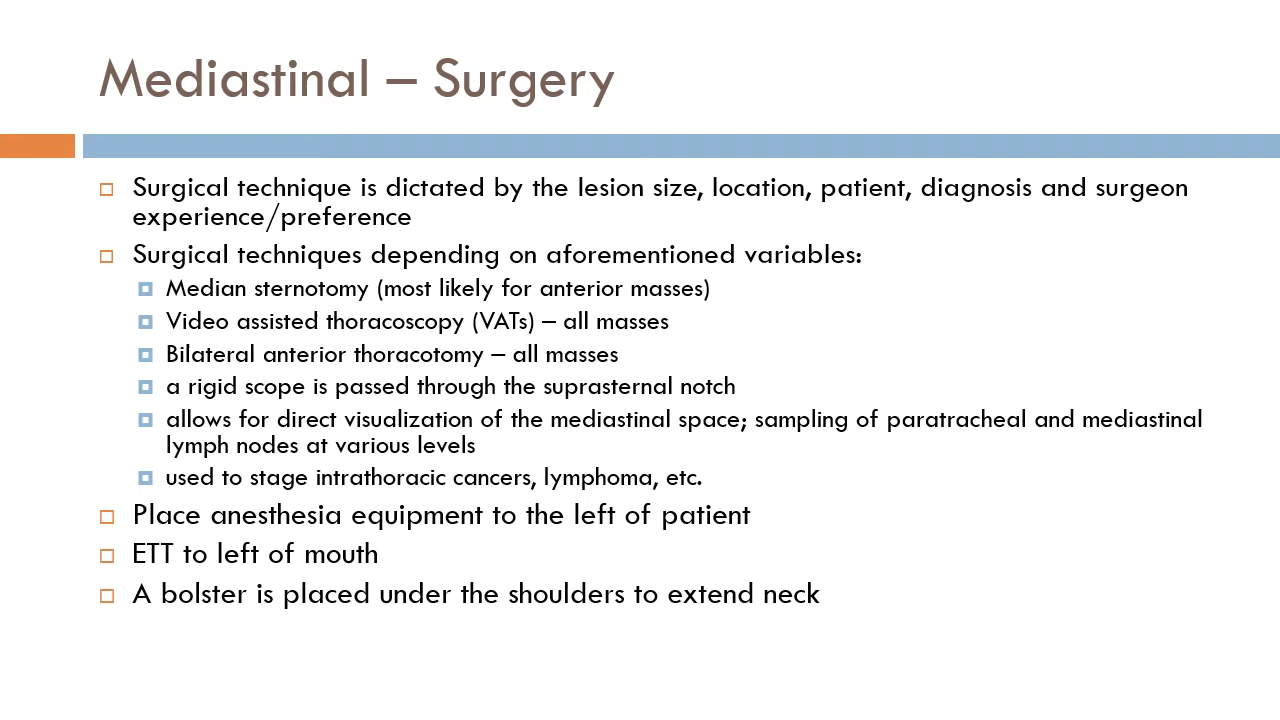 Mediastinal – Surgery
Surgical technique is dictated by the lesion size, location, patient, diagnosis and surgeon
experience/preference
Surgical techniques depending on aforementioned variables:
Median sternotomy (most likely for anterior masses)
Video assisted thoracoscopy (VATs) – all masses
Bilateral anterior thoracotomy – all masses
a rigid scope is passed through the suprasternal notch
allows for direct visualization of the mediastinal space; sampling of paratracheal and mediastinal
lymph nodes at various levels
used to stage intrathoracic cancers, lymphoma, etc.
Place anesthesia equipment to the left of patient
ETT to left of mouth
A bolster is placed under the shoulders to extend neck